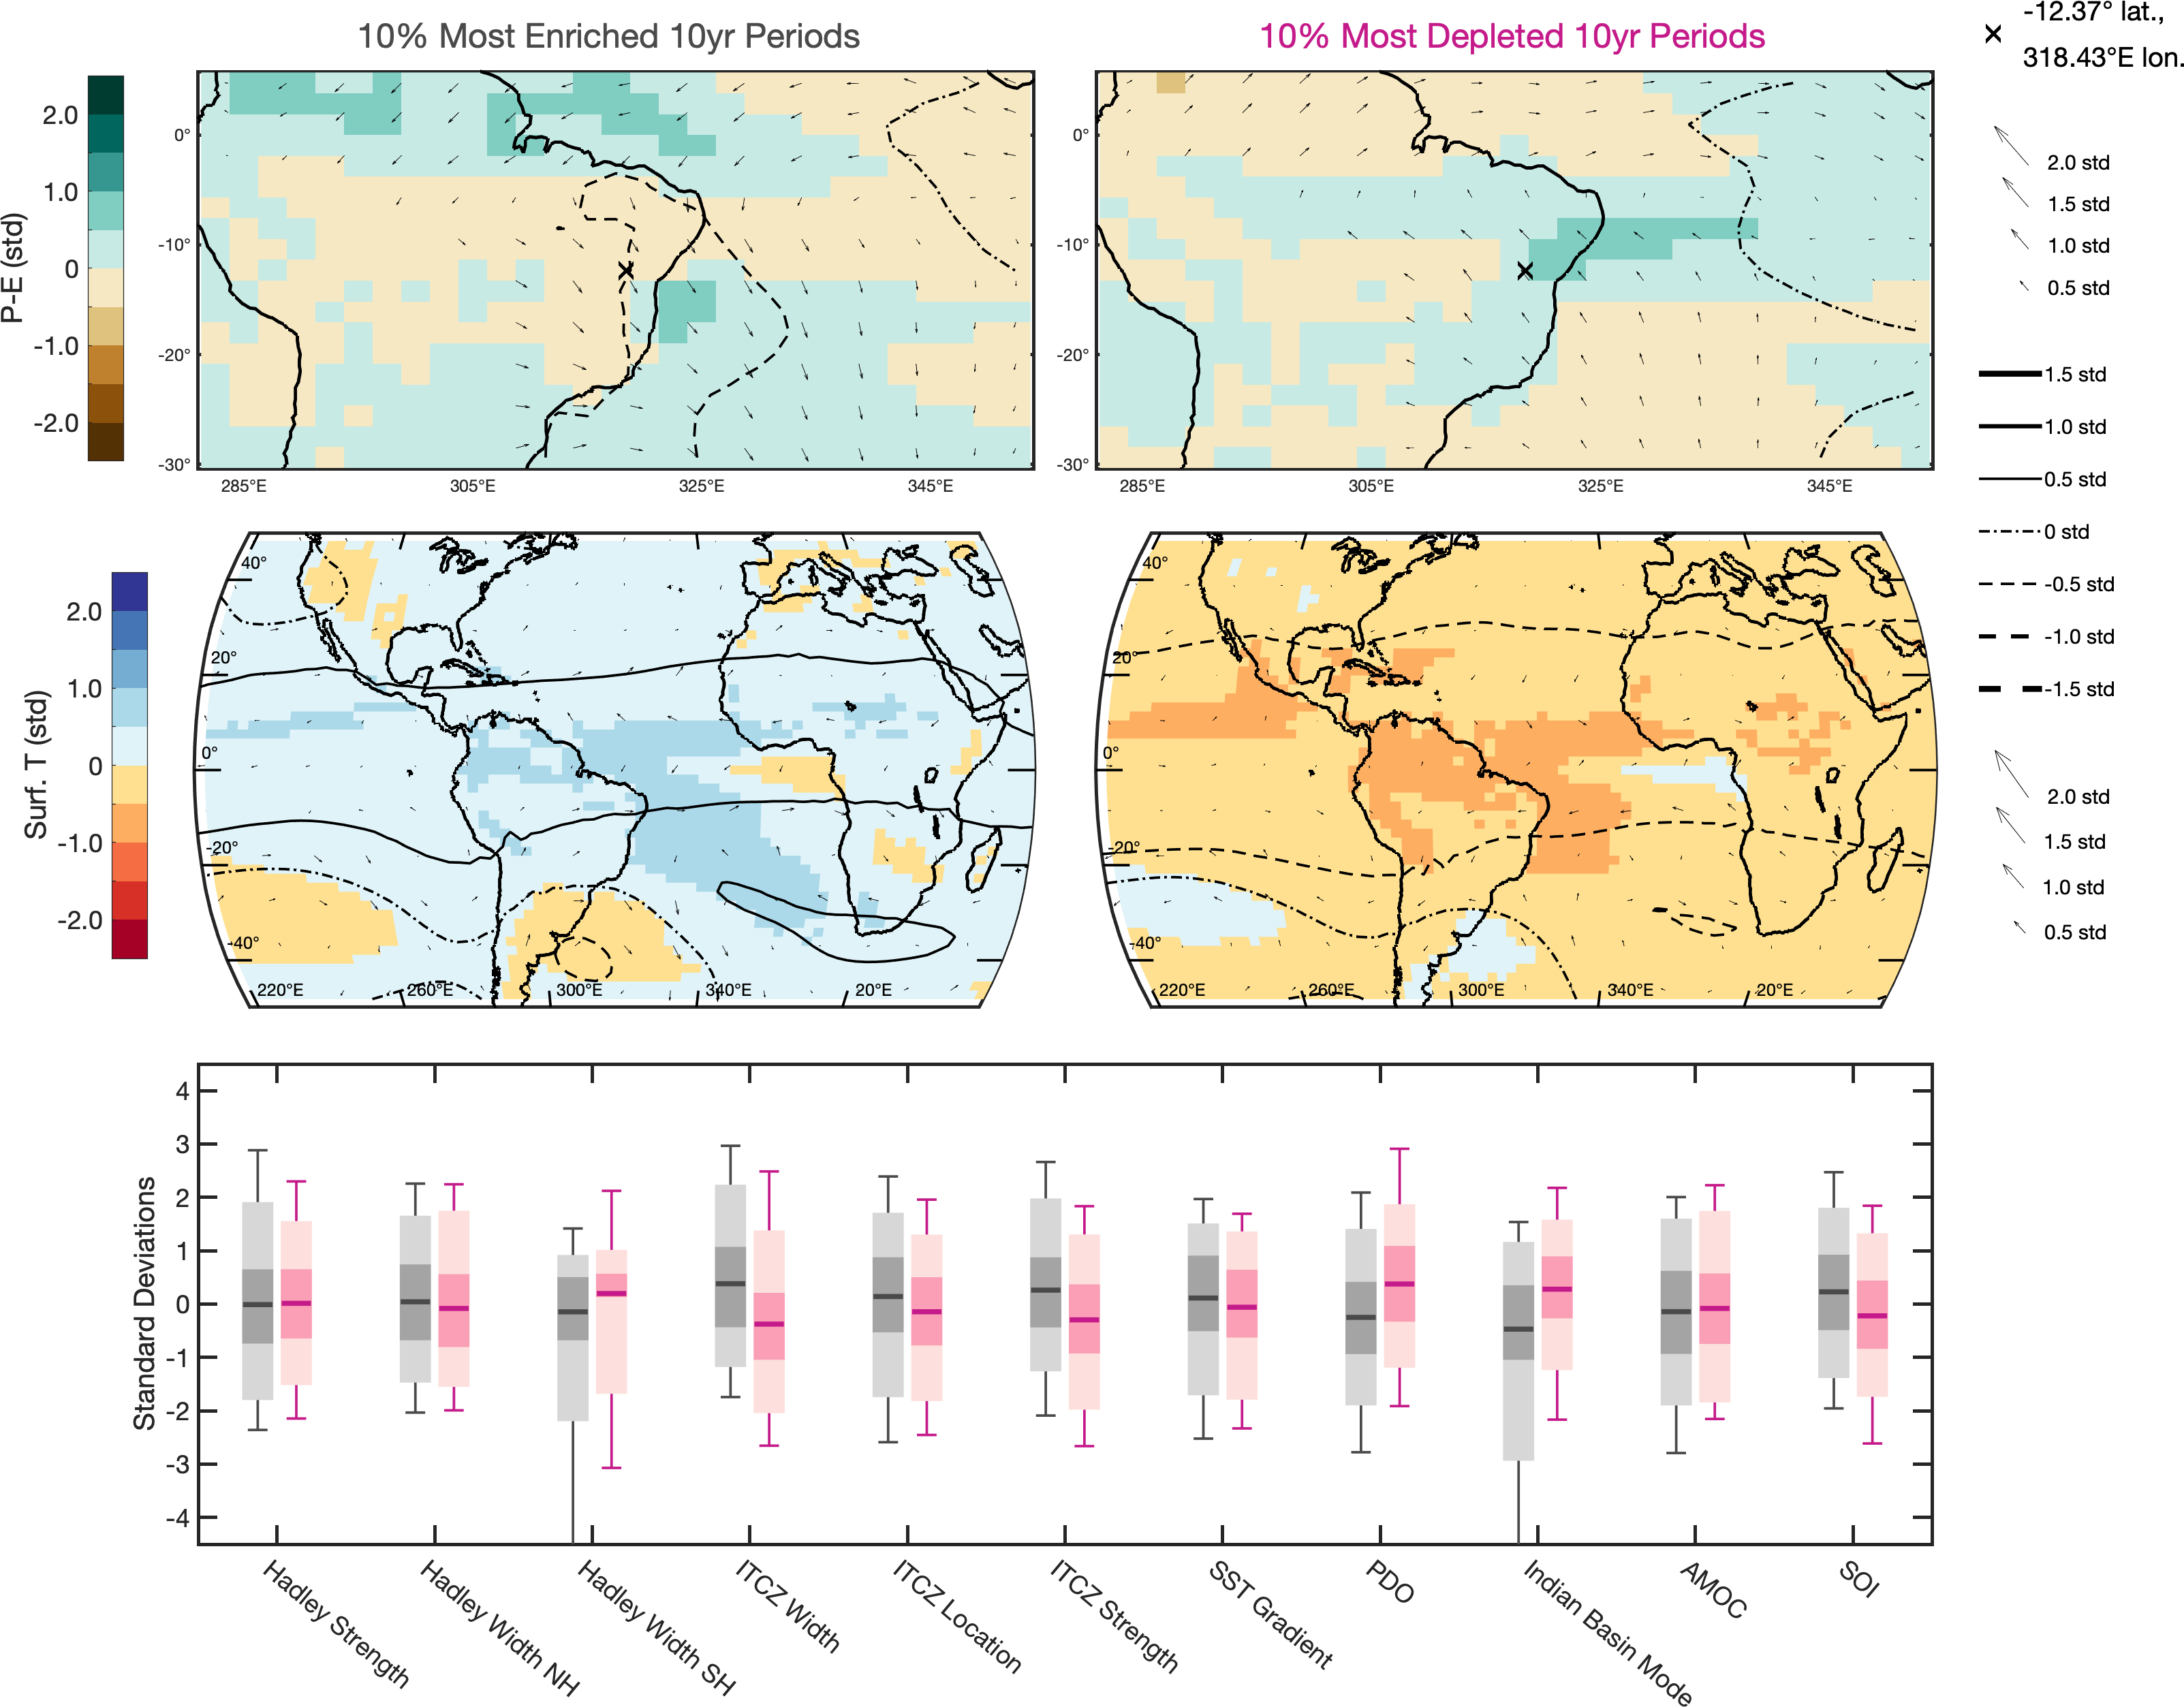 10% Most Enriched 10yr Periods
10% Most Depleted 10yr Periods
-12.37° lat.,
318.43°E lon.
P-E (std)
2.0
1.0
0
-1.0
-2.0
0°
-10°
-20°
-30°
285°E
305°E
325°E
345°E
0°
-10°
-20°
-30°
285°E
305°E
325°E
345°E
2.0 std
1.5 std
1.0 std
0.5 std
1.5 std
1.0 std
0.5 std
0 std
-0.5 std
-1.0 std
-1.5 std
Surf. T (std)
2.0
1.0
0
-1.0
-2.0
40°
20°
0°
-20°
-40°
220°E
260°E
300°E
340°E
20°E
40°
20°
0°
-20°
-40°
220°E
260°E
300°E
340°E
20°E
2.0 std
1.5 std
1.0 std
0.5 std
Standard Deviations
4
3
2
1
0
-1
-2
-3
-4
Hadley Strength
Hadley Width NH
Hadley Width SH
ITCZ Width
ITCZ Location
ITCZ Strength
SST Gradient
PDO
Indian Basin Mode
AMOC
SOI